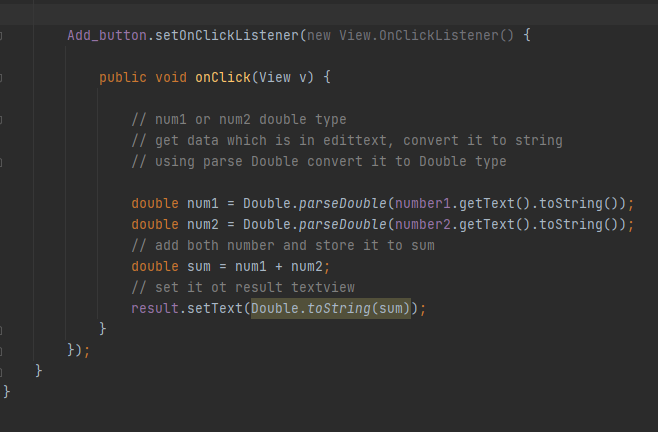 Add_button.setOnClickListener(new View.OnClickListener() {
public void onClick(View v) {
// num1 or num2 double type
// get data which is in edittext, convert it to string
// using parse Double convert it to Double type
double num1 = Double.parseDouble(number1.getText().toString());
double num2 = Double.parseDouble(number2.getText().toString());
// add both number and store it to sum
double sum = num1 + num2;
// set it ot result textview
result.setText(Double.toString(sum));
}
});
}
}